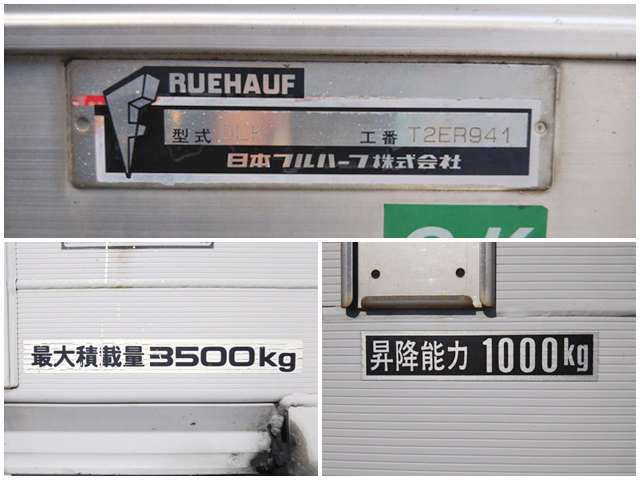 RUEHAUF
型式 工番 T2ER941
日本フルハーフ株式会社
最大積載量3500kg
昇降能力 1000kg